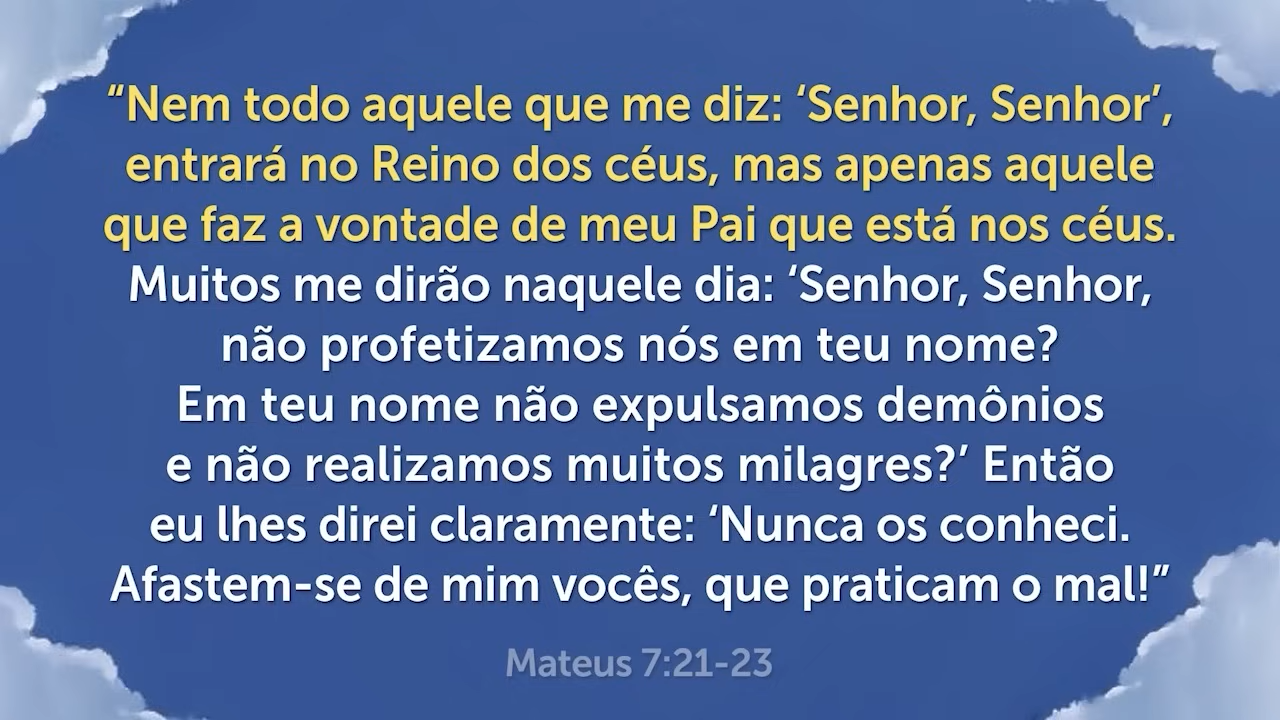 “Nem todo aquele que me diz: ‘Senhor, Senhor’,
entrará no Reino dos céus, mas apenas aquele
que faz a vontade de meu Pai que está nos céus.
Muitos me dirão naquele dia: ‘Senhor, Senhor,
não profetizamos nós em teu nome?
Em teu nome não expulsamos demônios
e não realizamos muitos milagres?’ Então
eu lhes direi claramente: ‘Nunca os conheci.
Afastem-se de mim vocês, que praticam o mal!”
Mateus 7:21-23